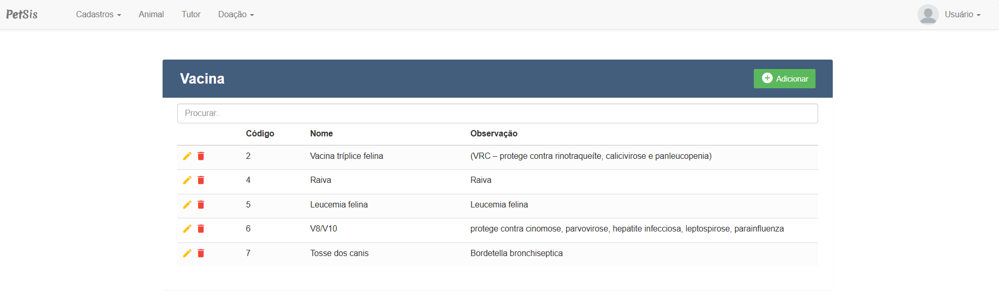 PetSis Cadastros Animal Tutor Doação Usuário
Vacina Adicionar
Procurar..
Código Nome Observação
2 Vacina tríplice felina (VRC – protege contra rinotraqueíte, calicivirose e panleucopenia)
4 Raiva Raiva
5 Leucemia felina Leucemia felina
6 V8/V10 protege contra cinomose, parvovirose, hepatite infecciosa, leptospirose, parainfluenza
7 Tosse dos canis Bordetella bronchiseptica